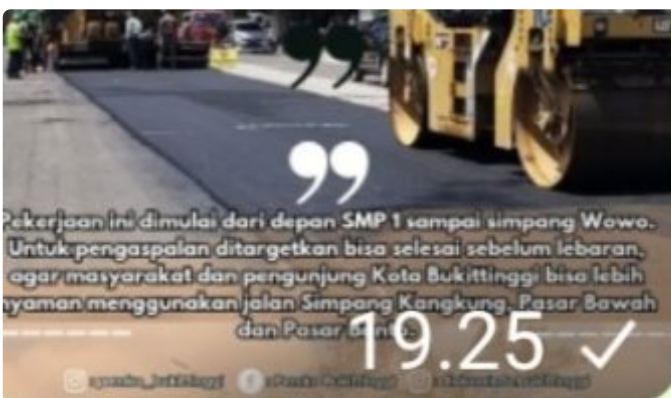 ”
Pekerjaan ini dimulai dari depan SMP 1 sampai simpang Wowo.
Untuk pengaspalan ditargetkan bisa selesai sebelum lebaran,
agar masyarakat dan pengunjung Kota Bukittinggi bisa lebih
nyaman menggunakan jalan Simpang Kangkung, Pasar Bawah
dan Pasar
19.25 ✓